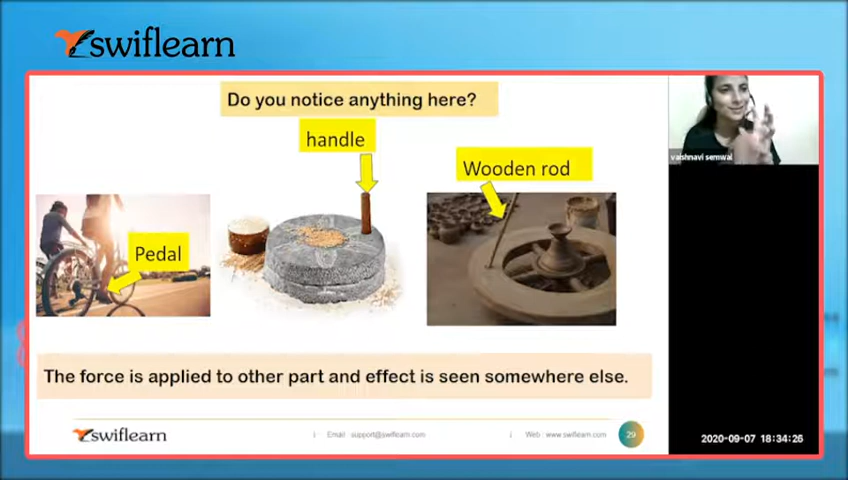 swiflearn
Do you notice anything here?
handle
Wooden rod
vaishnavi semwal
Pedal
The force is applied to other part and effect is seen somewhere else.
swiflearn
Email : support@swiflearn.com
Web : www.swiflearn.com
29
2020-09-07 18:34:26